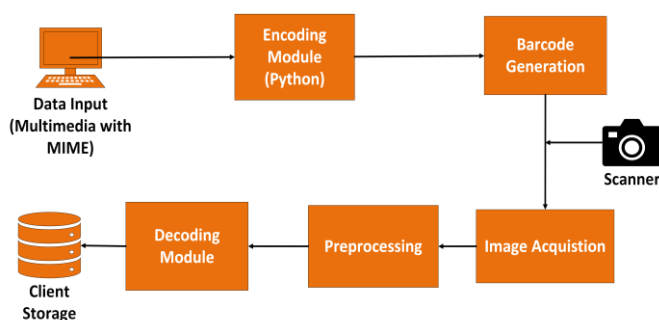 Data Input
(Multimedia with
MIME)
Encoding
Module
(Python)
Barcode
Generation
Scanner
Image Acquistion
Preprocessing
Decoding
Module
Client
Storage